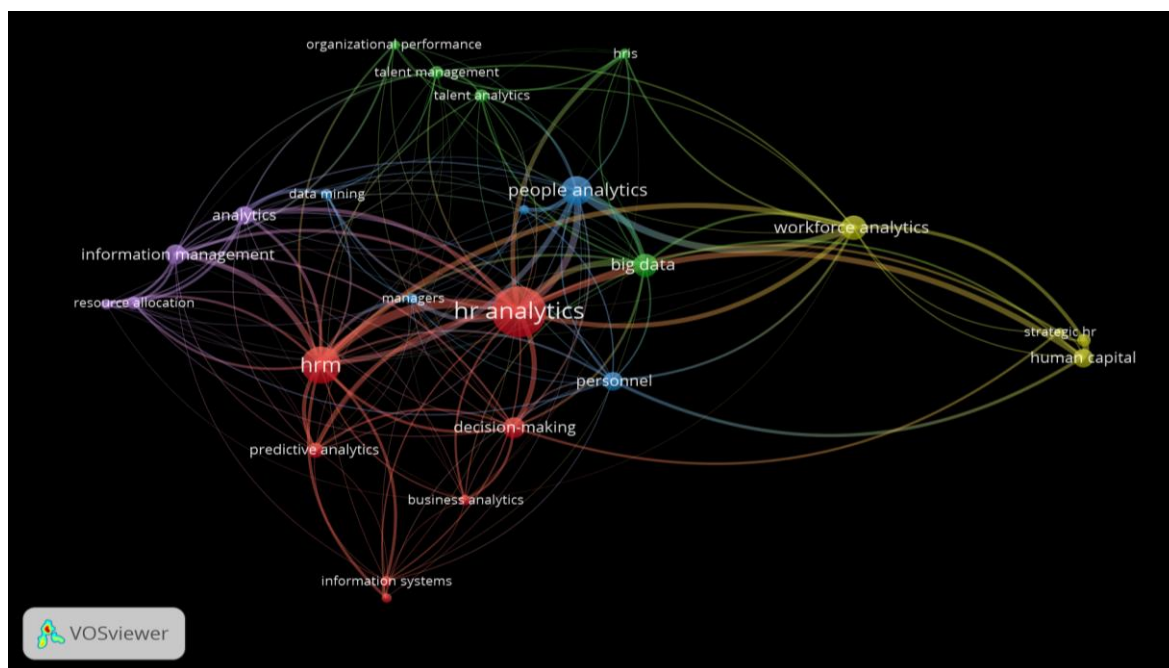 organizational performance
hris
talent management
talent analytics
people analytics
data mining
analytics
workforce analytics
information management
big data
resource allocation
managers
hr analytics
strategic hr
human capital
hrm
personnel
decision-making
predictive analytics
business analytics
information systems
VOSviewer